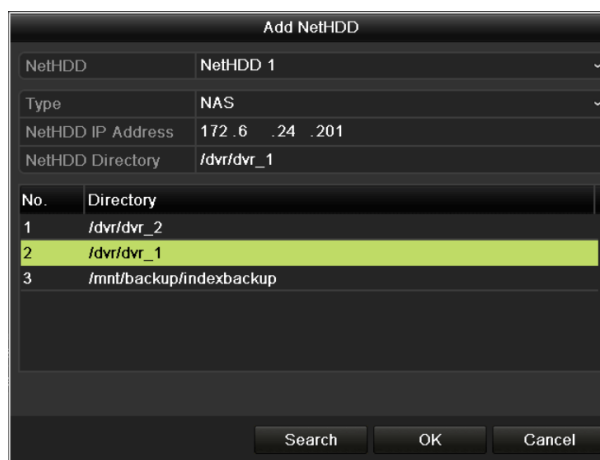 Add NetHDD
NetHDD NetHDD 1
Type NAS
NetHDD IP Address 172 .6 .24 .201
NetHDD Directory /dvr/dvr_1
No. Directory
1 /dvr/dvr_2
2 /dvr/dvr_1
3 /mnt/backup/indexbackup
Search OK Cancel